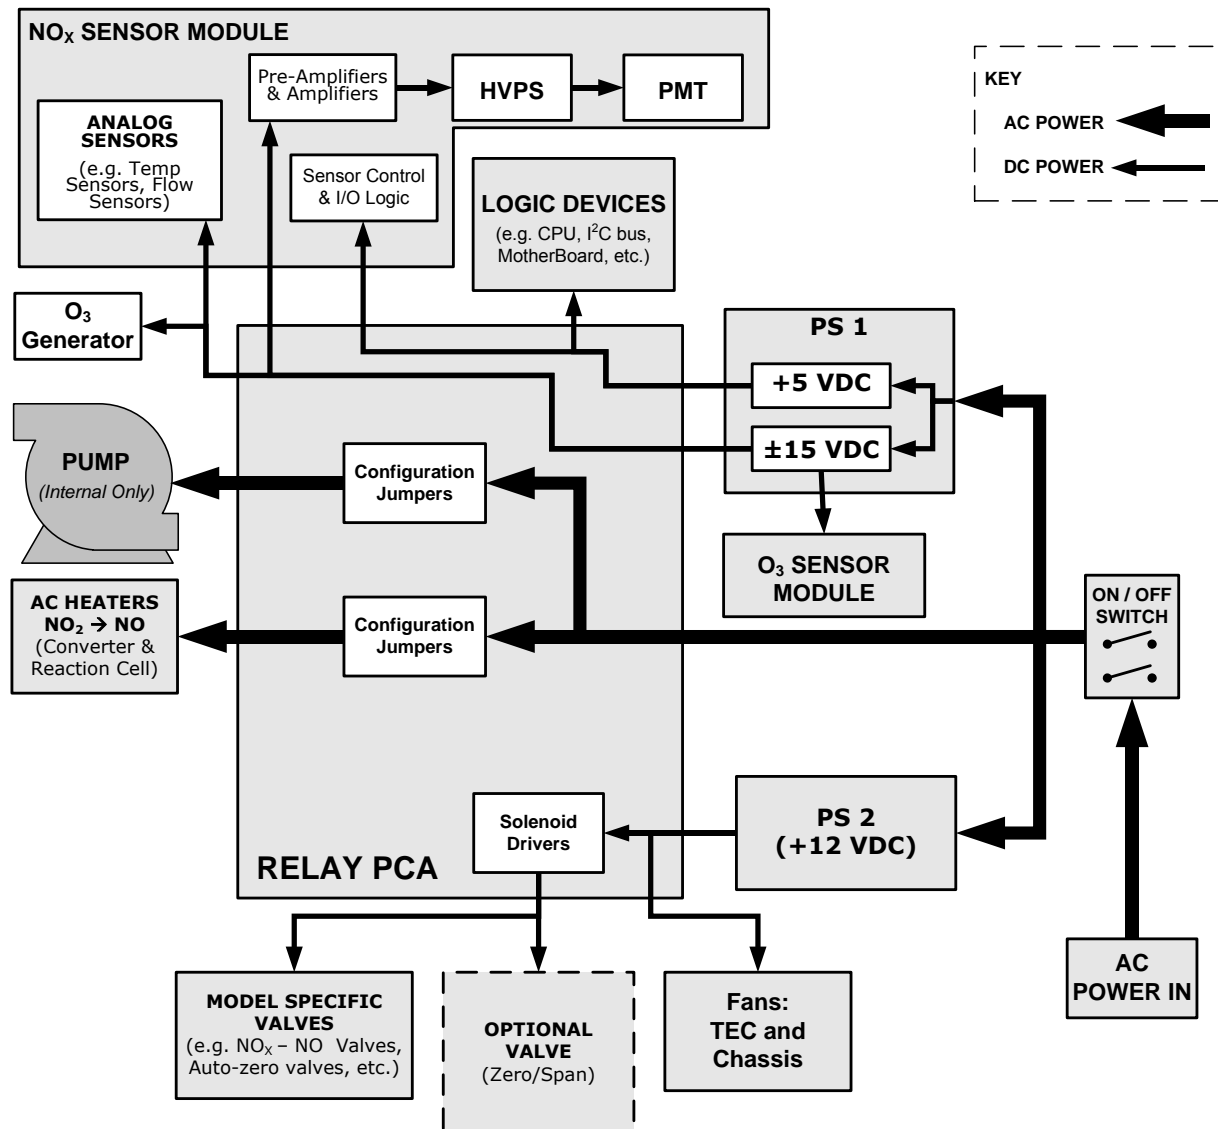 NOX SENSOR MODULE
Pre-Amplifiers
& Amplifiers
HVPS
PMT
ANALOG
SENSORS
(e.g. Temp
Sensors, Flow
Sensors)
Sensor Control
& I/O Logic
LOGIC DEVICES
(e.g. CPU, I2C bus,
MotherBoard, etc.)
KEY
AC POWER
DC POWER
O3
Generator
PS 1
+5 VDC
±15 VDC
PUMP
(Internal Only)
Configuration
Jumpers
O3 SENSOR
MODULE
AC HEATERS
NO2 → NO
(Converter &
Reaction Cell)
Configuration
Jumpers
ON / OFF
SWITCH
Solenoid
Drivers
PS 2
(+12 VDC)
RELAY PCA
AC
POWER IN
MODEL SPECIFIC
VALVES
(e.g. NOX – NO Valves,
Auto-zero valves, etc.)
OPTIONAL
VALVE
(Zero/Span)
Fans:
TEC and
Chassis